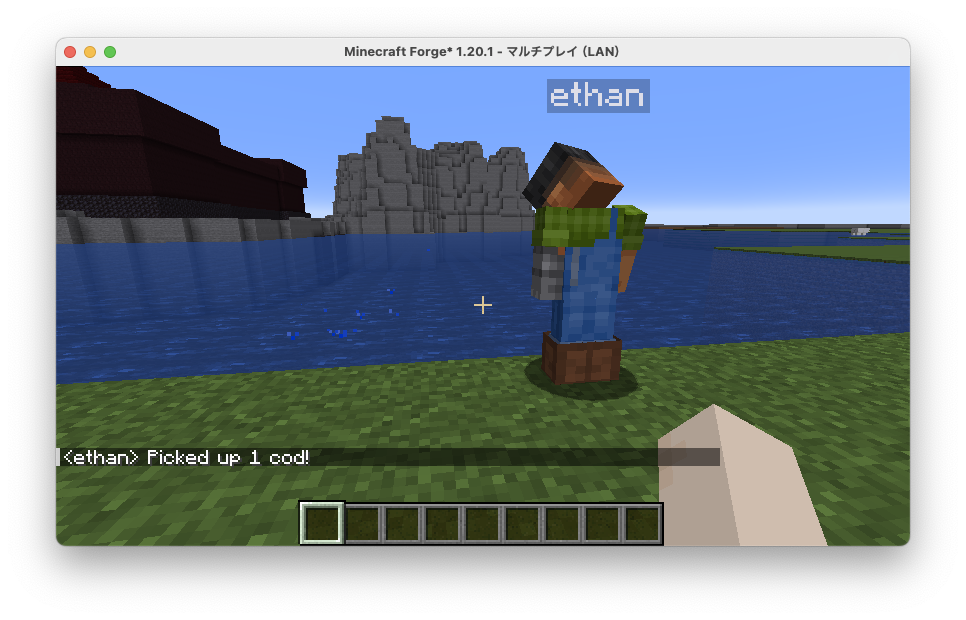 Minecraft Forge* 1.20.1 - マルチプレイ (LAN)
ethan
<ethan> Picked up 1 cod!